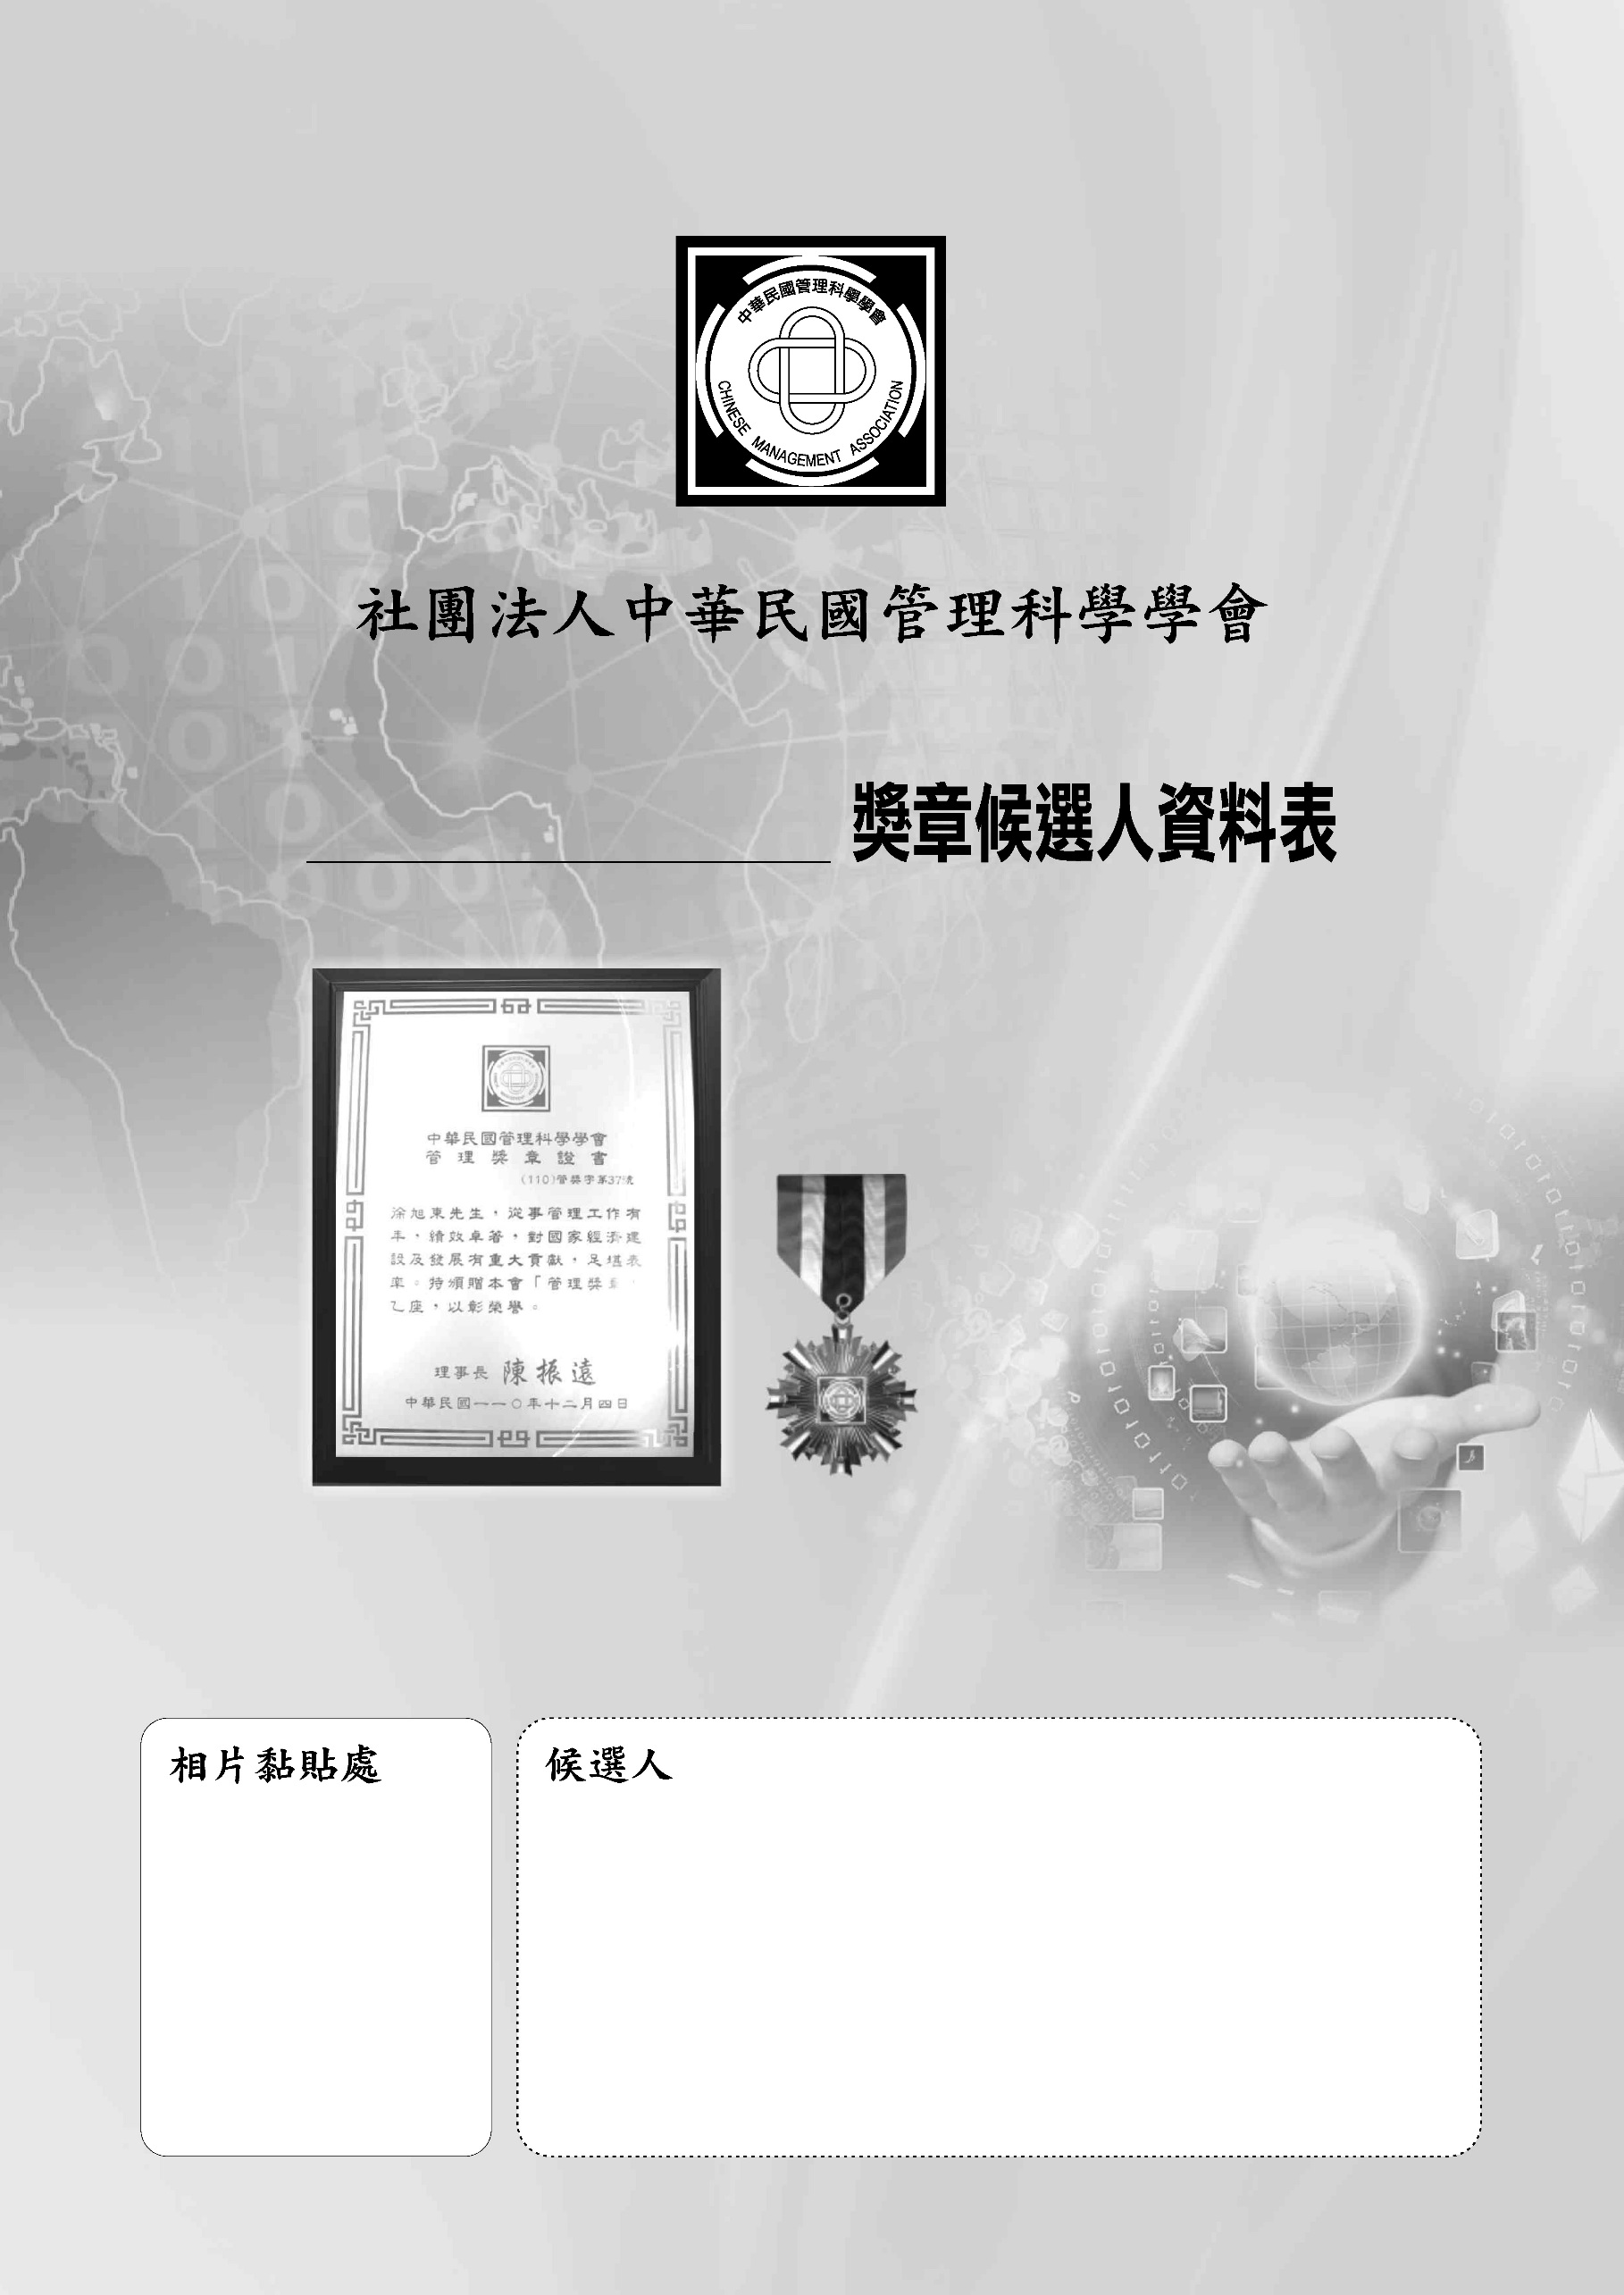 中華民國管理科學學會
CHINESE MANAGEMENT ASSOCIATION
社團法人中華民國管理科學學會
獎章候選人資料表
中華民國管理科學學會
管理獎章證書
(110)管獎字第37號
徐旭東先生，從事管理工作有
年，績效卓著，對國家經濟建
設及發展有重大貢獻，足堪表
率。特頒贈本會「管理獎章」
乙座，以彰榮譽。
理事長 陳振遠
中華民國一一〇年十二月四日
相片黏貼處
候選人